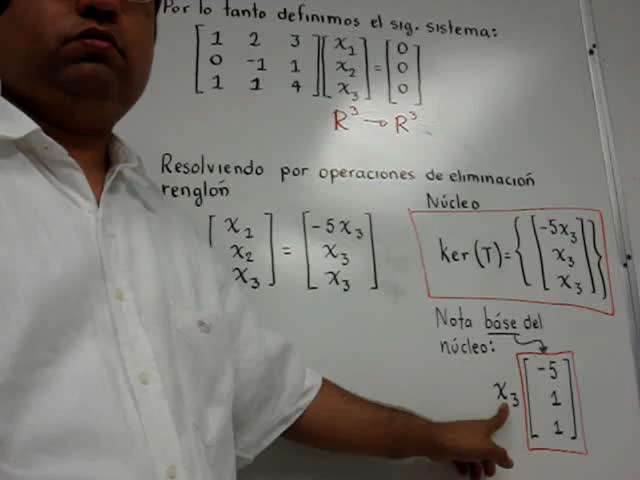 Por lo tanto definimos el sig. sistema:
[1 2 3; 0 -1 1; 1 1 4] [x₁; x₂; x₃] = [0; 0; 0]
R³ → R³
Resolviendo por operaciones de eliminación
renglón
[x₁; x₂; x₃] = [-5x₃; x₃; x₃]
Núcleo
Ker(T)={[-5x₃; x₃; x₃]}
Nota báse del
núcleo:
x₃ [-5; 1; 1]